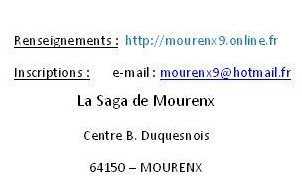 Renseignements : http://mourenx9.online.fr
Inscriptions : e-mail : mourenx9@hotmail.fr
La Saga de Mourenx
Centre B. Duquesnois
64150 – MOURENX